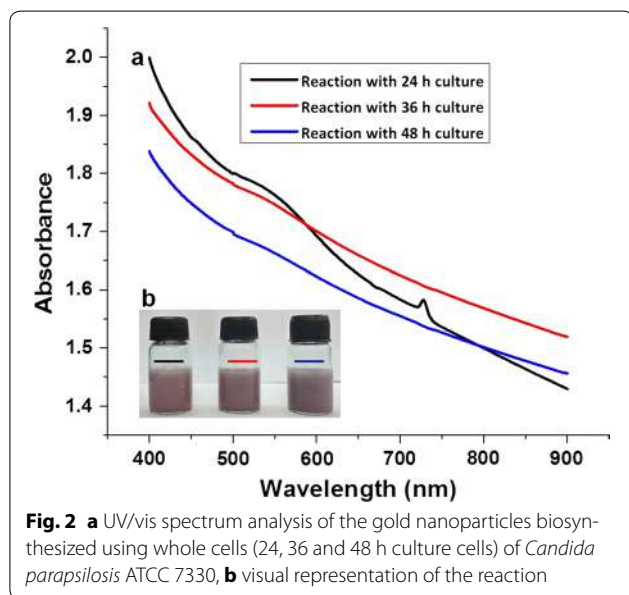 a
2.0
1.9
1.8
1.7
1.6
1.5
1.4
Absorbance
Reaction with 24 h culture
Reaction with 36 h culture
Reaction with 48 h culture
b
400 500 600 700 800 900
Wavelength (nm)
Fig. 2 a UV/vis spectrum analysis of the gold nanoparticles biosyn-
thesized using whole cells (24, 36 and 48 h culture cells) of Candida
parapsilosis ATCC 7330, b visual representation of the reaction